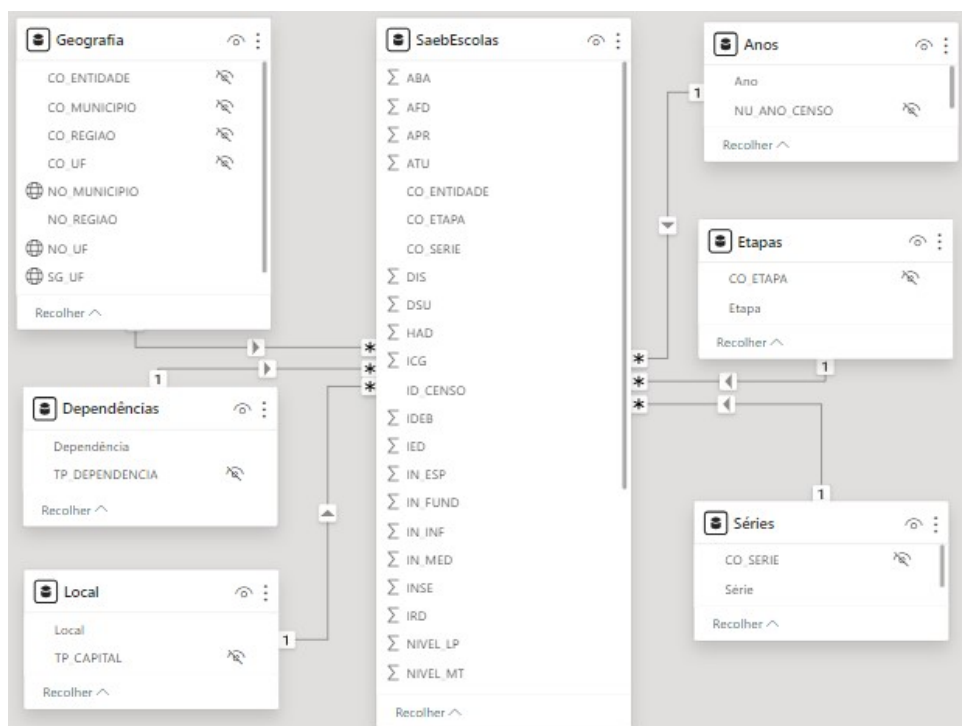 Geografia
CO_ENTIDADE
CO_MUNICIPIO
CO_REGIAO
CO_UF
NO_MUNICIPIO
NO_REGIAO
NO_UF
SG_UF
Recolher
1
Dependências
Dependência
TP_DEPENDENCIA
Recolher
Local
Local
TP_CAPITAL
Recolher
1
SaebEscolas
∑ ABA
∑ AFD
∑ APR
∑ ATU
CO_ENTIDADE
CO_ETAPA
CO_SERIE
∑ DIS
∑ DSU
∑ HAD
∑ ICG
ID_CENSO
∑ IDEB
∑ IED
∑ IN_ESP
∑ IN_FUND
∑ IN_INF
∑ IN_MED
∑ INSE
∑ IRD
∑ NIVEL_LP
∑ NIVEL_MT
Recolher
*
*
*
*
*
*
Anos
Ano
NU_ANO_CENSO
Recolher
1
Etapas
CO_ETAPA
Etapa
Recolher
1
1
Séries
CO_SERIE
Série
Recolher